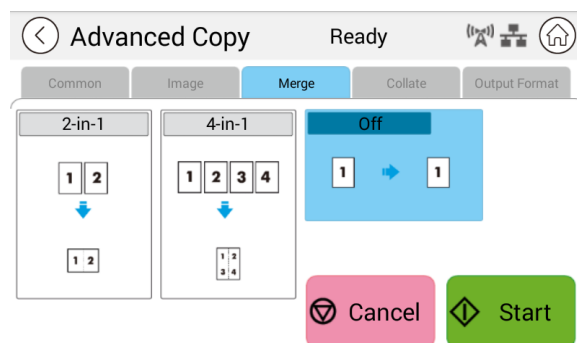 Advanced Copy Ready
Common Image Merge Collate Output Format
2-in-1 4-in-1 Off
1 2 1 2 3 4 1 1
1 2 1 2
3 4
Cancel Start